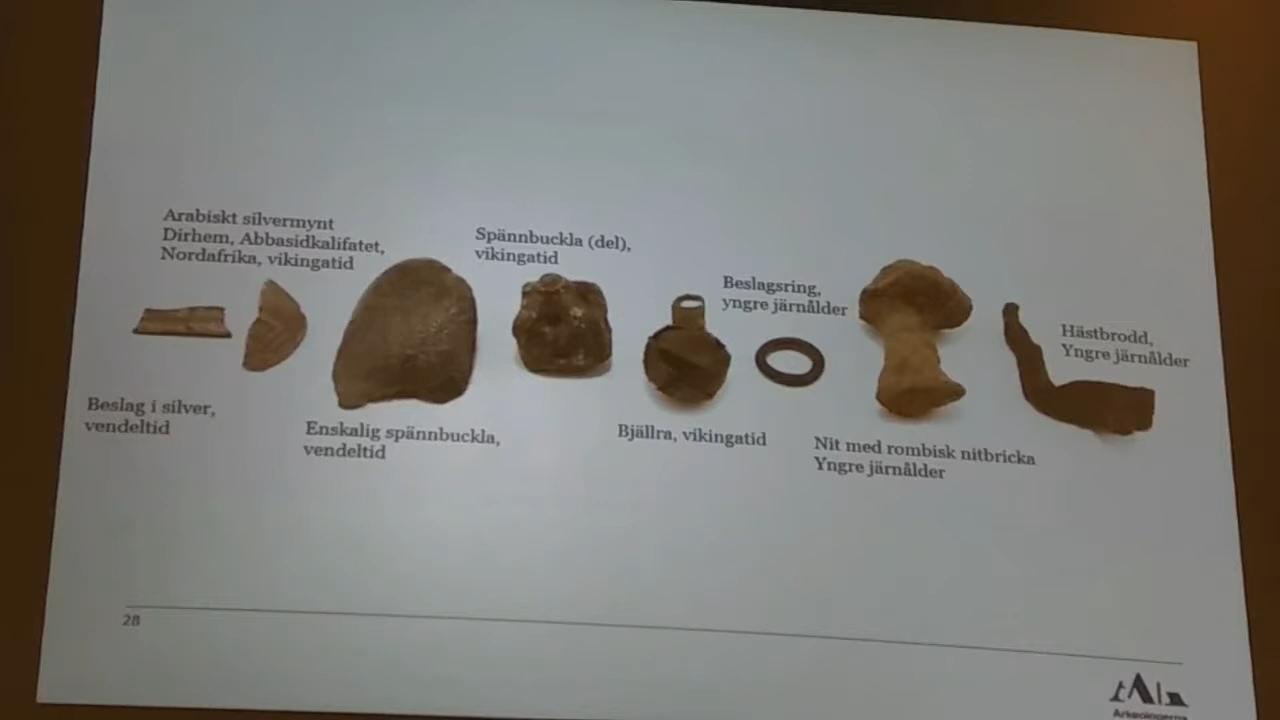 Arabiskt silvermynt
Dirhem, Abbasidkalifatet,
Nordafrika, vikingatid
Spännbuckla (del),
vikingatid
Beslagsring,
yngre järnålder
Hästbrodd,
Yngre järnålder
Beslag i silver,
vendeltid
Enskalig spännbuckla,
vendeltid
Bjällra, vikingatid
Nit med rombisk nitbricka
Yngre järnålder
28
Arkeologerna